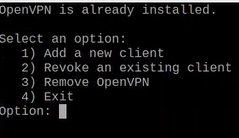 OpenVPN is already installed.
Select an option:
1) Add a new client
2) Revoke an existing client
3) Remove OpenVPN
4) Exit
Option: